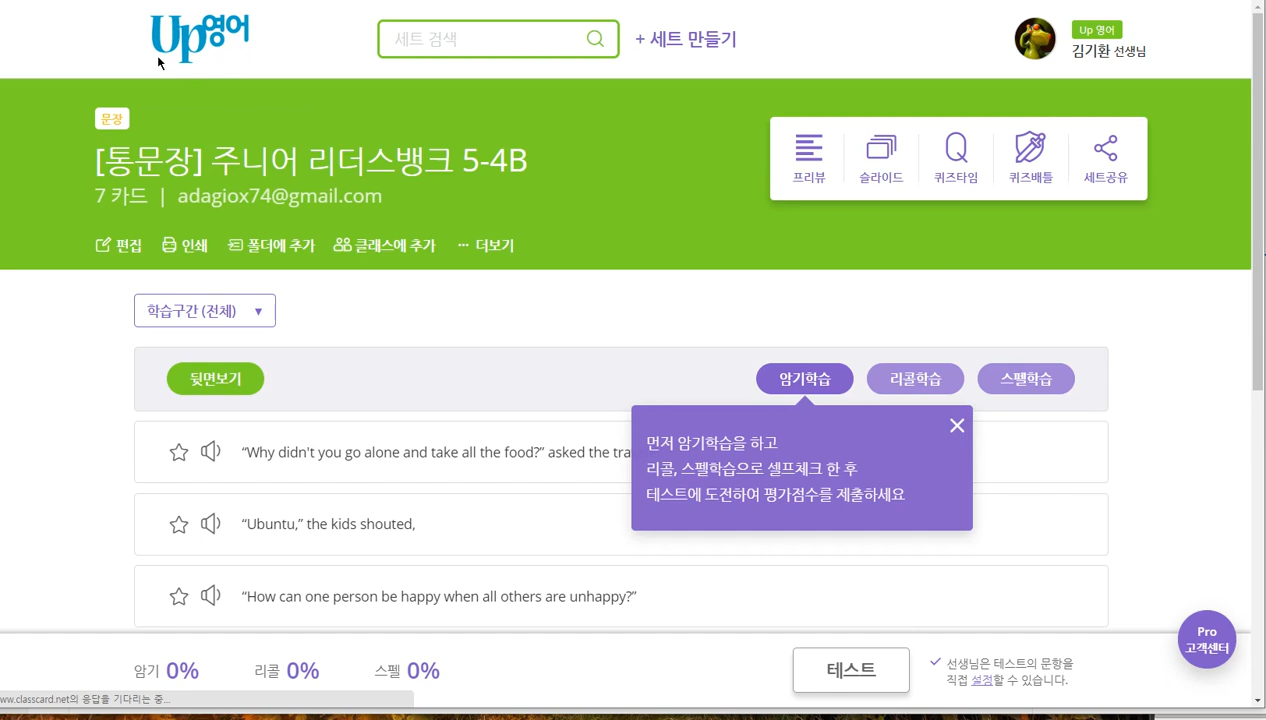 Up영어
세트 검색
+ 세트 만들기
Up 영어
김기환 선생님
문장
[통문장] 주니어 리더스뱅크 5-4B
7 카드 | adagiox74@gmail.com
편집 인쇄 폴더에 추가 클래스에 추가 ··· 더보기
프리뷰 슬라이드 퀴즈타임 퀴즈배틀 세트공유
학습구간 (전체) ▼
뒷면보기
암기학습 리콜학습 스펠학습
먼저 암기학습을 하고
리콜, 스펠학습으로 셀프체크 한 후
테스트에 도전하여 평가점수를 제출하세요
“Why didn't you go alone and take all the food?” asked the tra
“Ubuntu,” the kids shouted,
“How can one person be happy when all others are unhappy?”
Pro
고객센터
암기 0% 리콜 0% 스펠 0%
테스트
선생님은 테스트의 문항을
직접 설정할 수 있습니다.
ww.classcard.net의 응답을 기다리는 중...